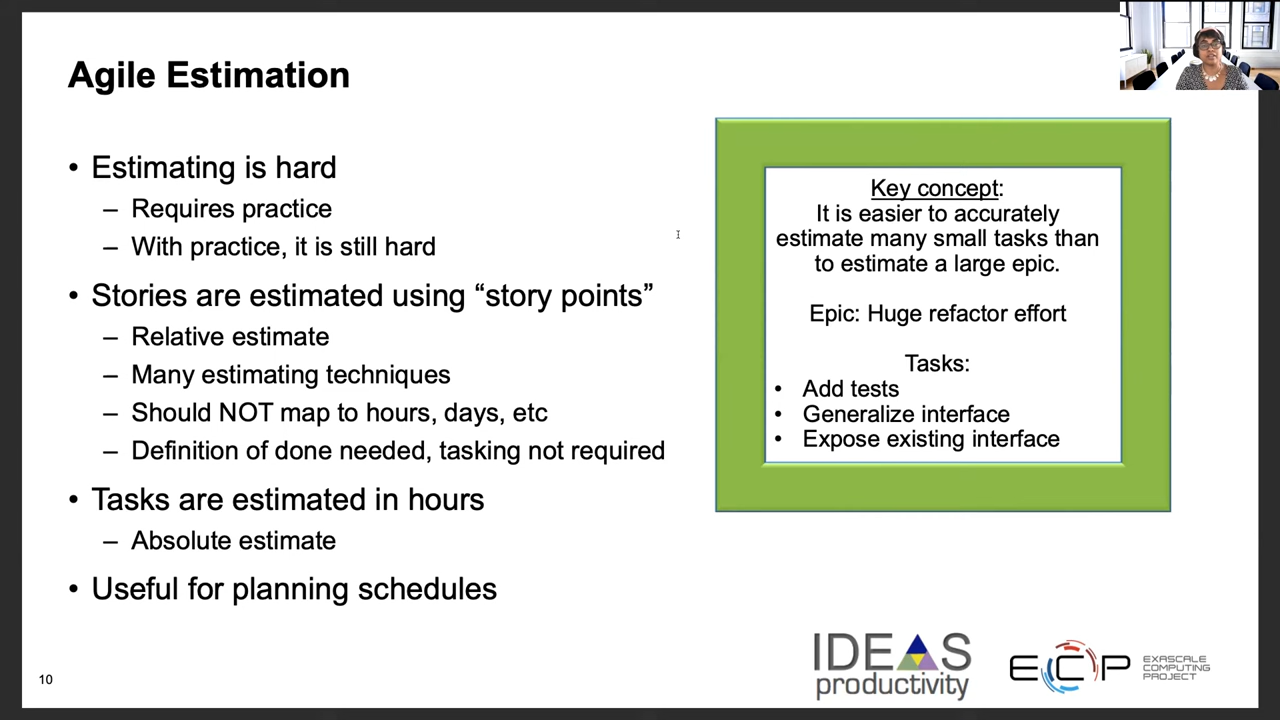 Agile Estimation
• Estimating is hard
– Requires practice
– With practice, it is still hard
• Stories are estimated using “story points”
– Relative estimate
– Many estimating techniques
– Should NOT map to hours, days, etc
– Definition of done needed, tasking not required
• Tasks are estimated in hours
– Absolute estimate
• Useful for planning schedules
Key concept:
It is easier to accurately
estimate many small tasks than
to estimate a large epic.
Epic: Huge refactor effort
Tasks:
• Add tests
• Generalize interface
• Expose existing interface
10
IDEAS
productivity
ECP
EXASCALE
COMPUTING
PROJECT